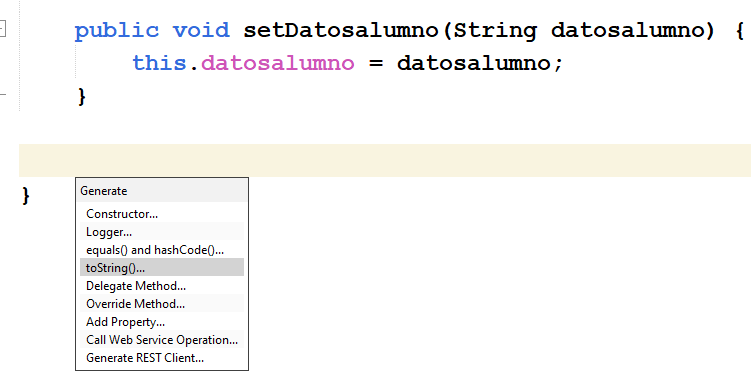 public void setDatosalumno(String datosalumno) {
this.datosalumno = datosalumno;
}
}
Generate
Constructor...
Logger...
equals() and hashCode()...
toString()...
Delegate Method...
Override Method...
Add Property...
Call Web Service Operation...
Generate REST Client...